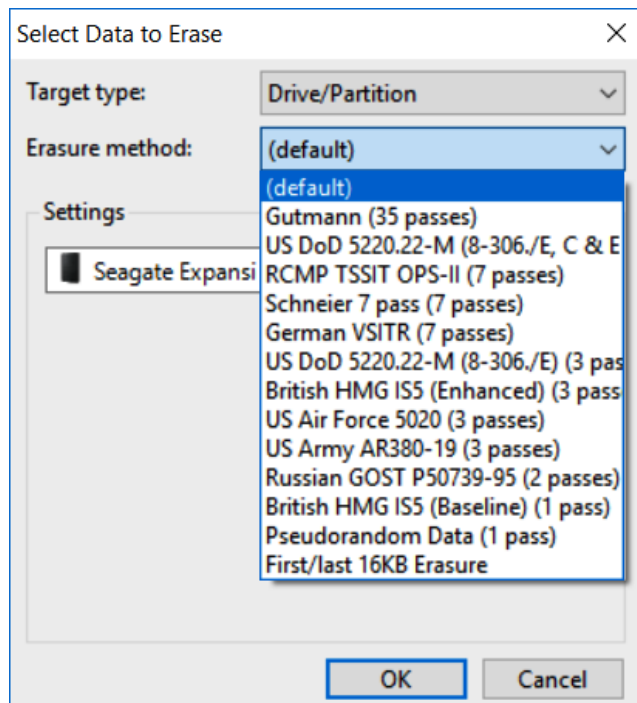 Select Data to Erase
Target type:
Drive/Partition
Erasure method:
(default)
(default)
Gutmann (35 passes)
US DoD 5220.22-M (8-306./E, C & E
RCMP TSSIT OPS-II (7 passes)
Schneier 7 pass (7 passes)
German VSITR (7 passes)
US DoD 5220.22-M (8-306./E) (3 pas
British HMG IS5 (Enhanced) (3 pass
US Air Force 5020 (3 passes)
US Army AR380-19 (3 passes)
Russian GOST P50739-95 (2 passes)
British HMG IS5 (Baseline) (1 pass)
Pseudorandom Data (1 pass)
First/last 16KB Erasure
Settings
Seagate Expansi
OK
Cancel